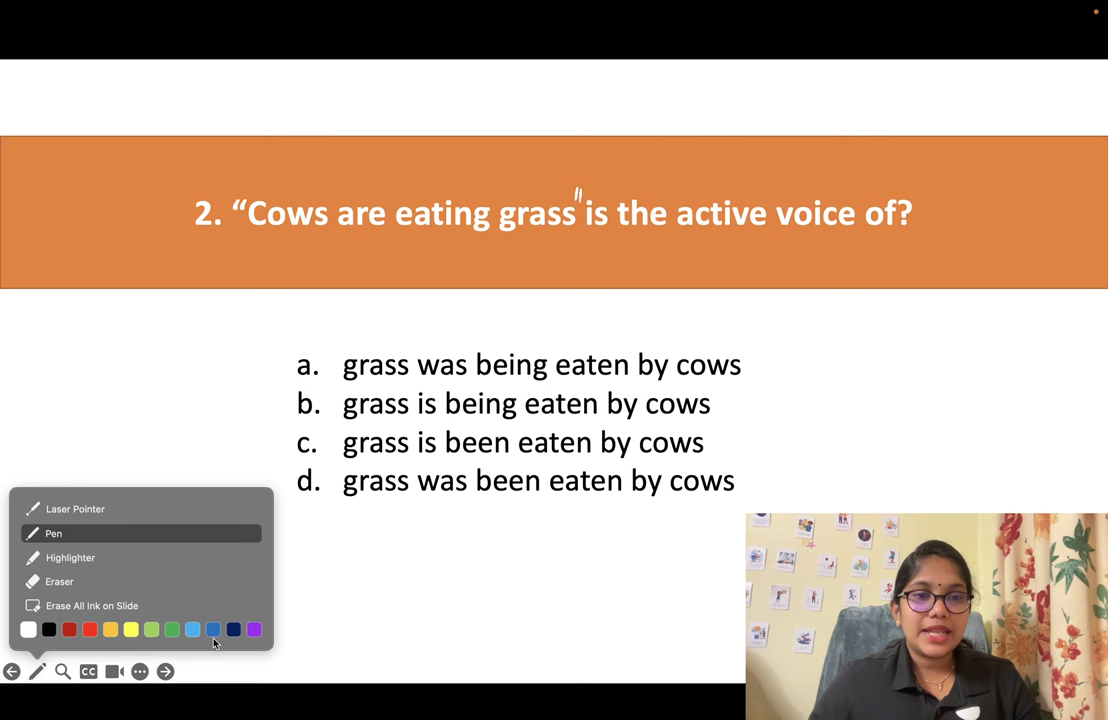 2. “Cows are eating grass" is the active voice of?
a. grass was being eaten by cows
b. grass is being eaten by cows
c. grass is been eaten by cows
d. grass was been eaten by cows
Laser Pointer
Pen
Highlighter
Eraser
Erase All Ink on Slide
CC